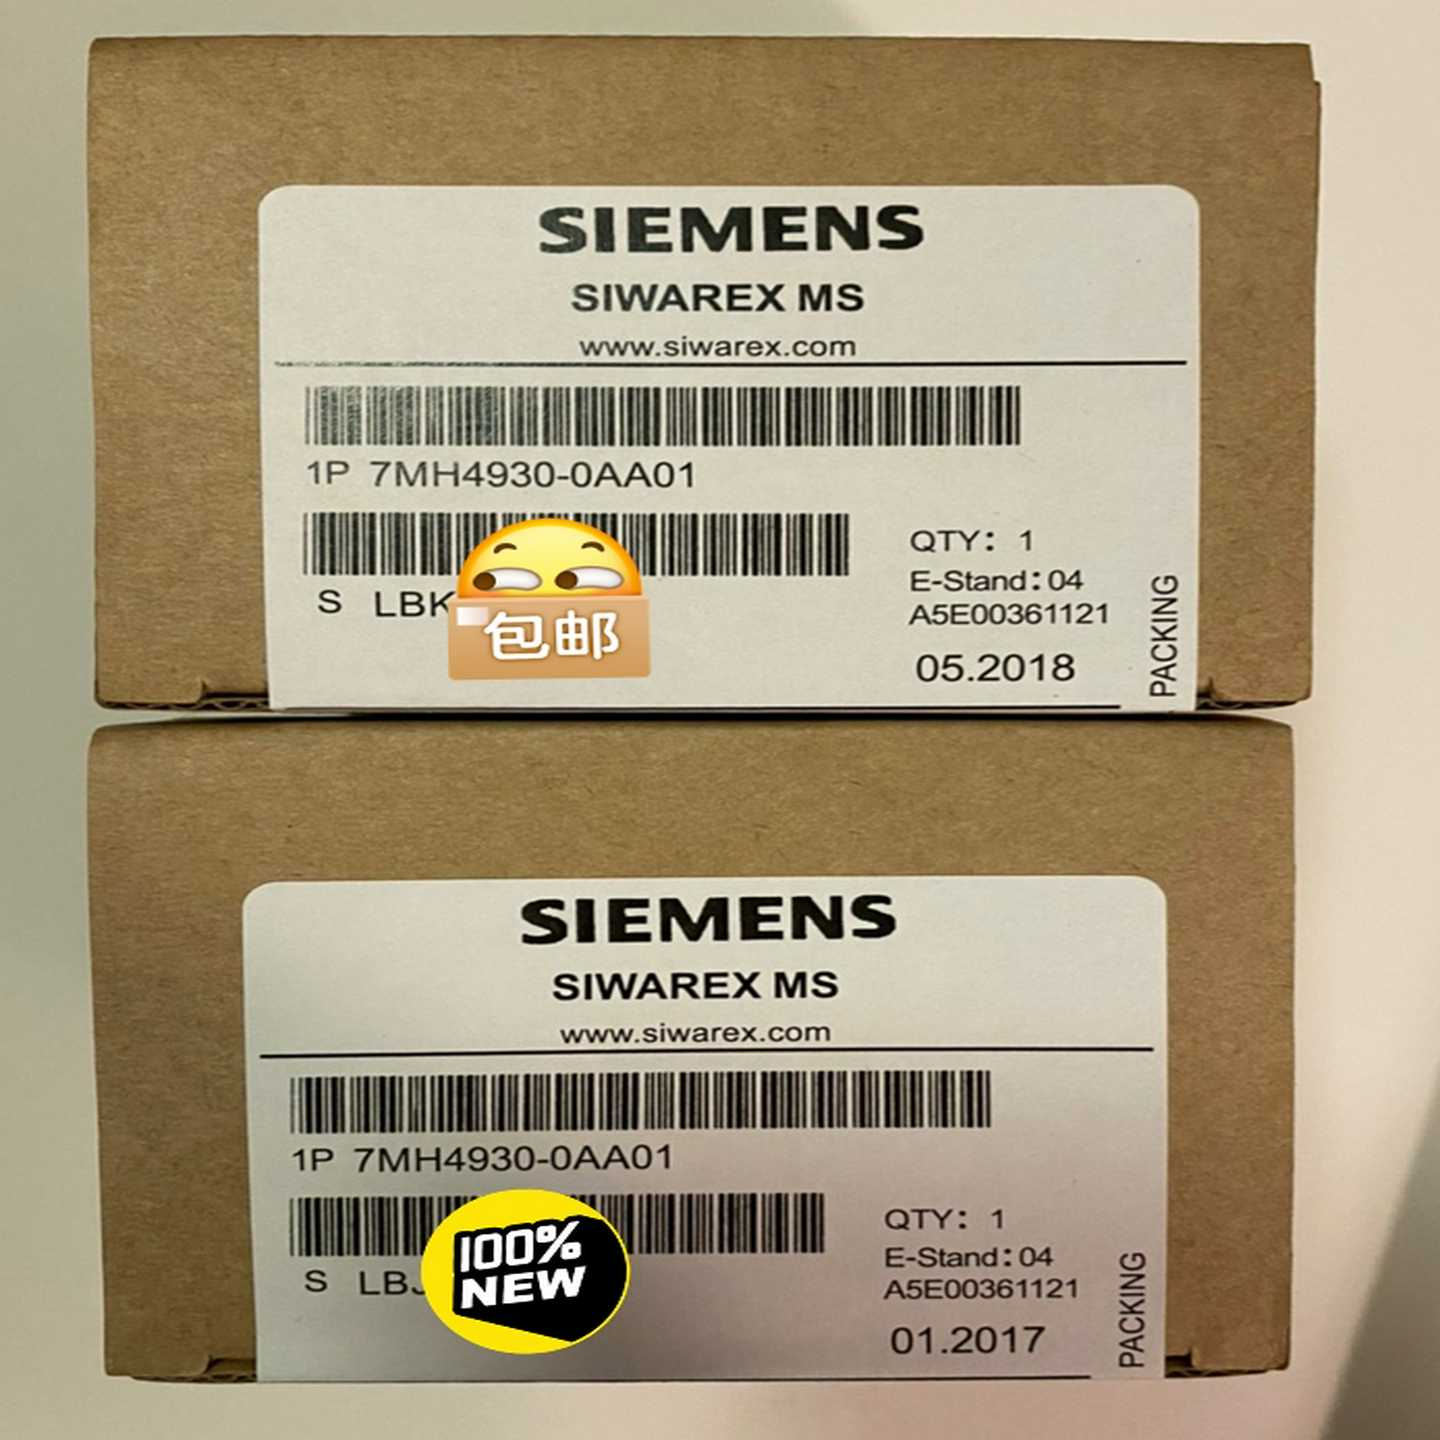 SIEMENS
SIWAREX MS
www.siwarex.com
1P 7MH4930-0AA01
S LBK
包邮
QTY: 1
E-Stand:04
A5E00361121
05.2018
PACKING
SIEMENS
SIWAREX MS
www.siwarex.com
1P 7MH4930-0AA01
S LBJ
100%
NEW
QTY: 1
E-Stand:04
A5E00361121
01.2017
PACKING